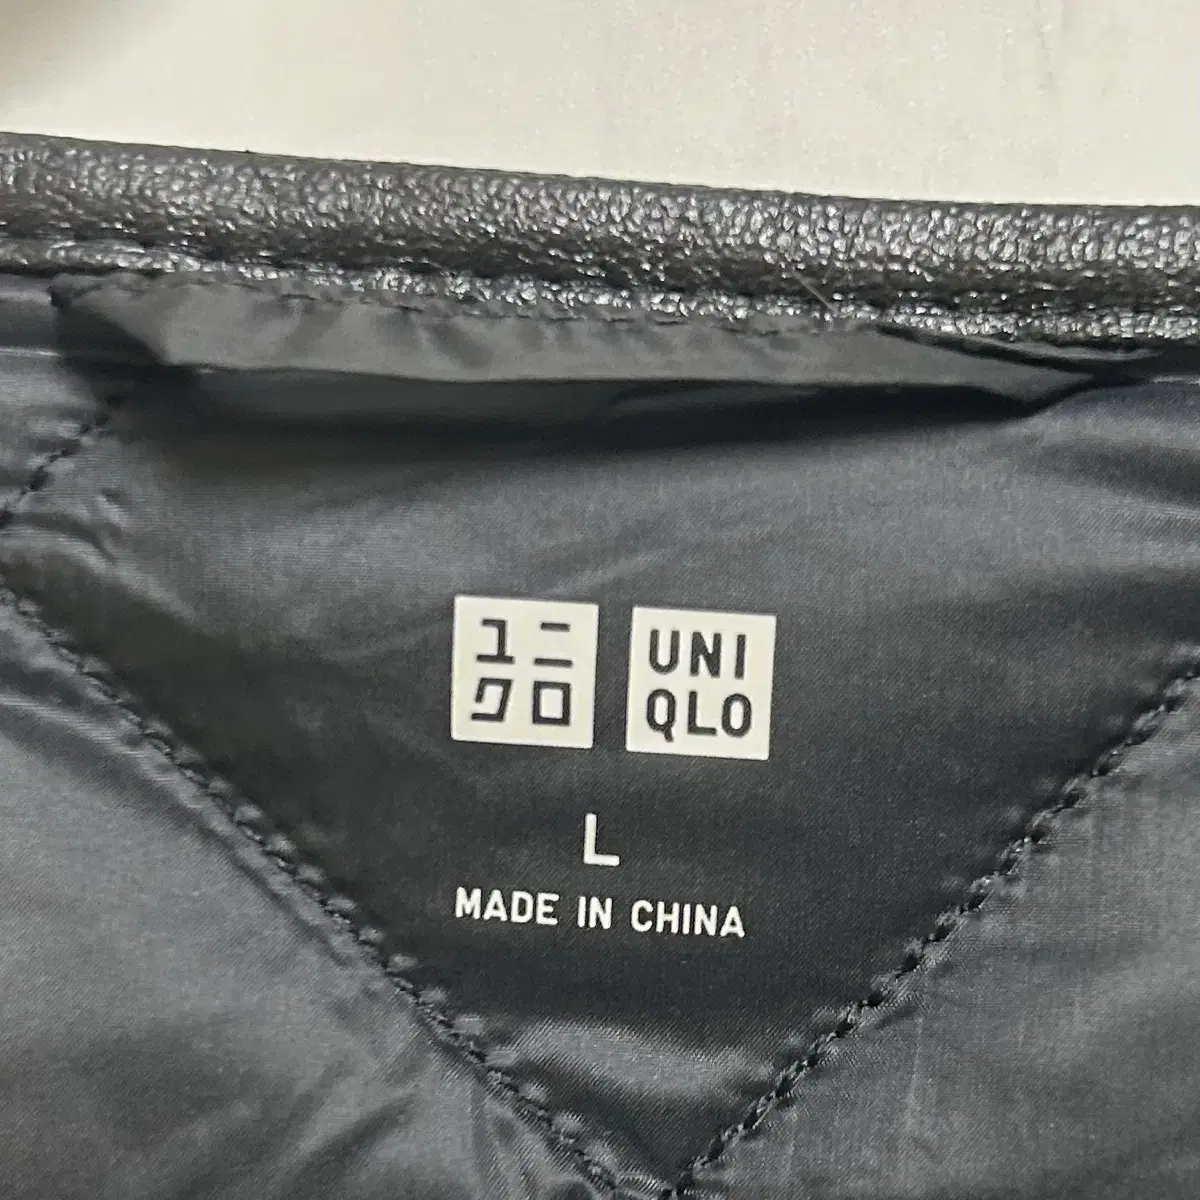 ユニ
クロ
UNI
QLO
L
MADE IN CHINA